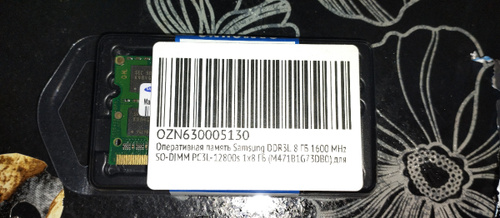 OZN630005130
Оперативная память Samsung DDR3L 8 ГБ 1600 MHz
SO-DIMM PC3L-12800s 1x8 ГБ (M471B1G73DB0) для